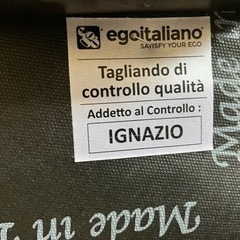 egoitaliano
SATISFY YOUR EGO
Tagliando di
controllo qualità
Addetto al Controllo :
IGNAZIO
Made in
Made in